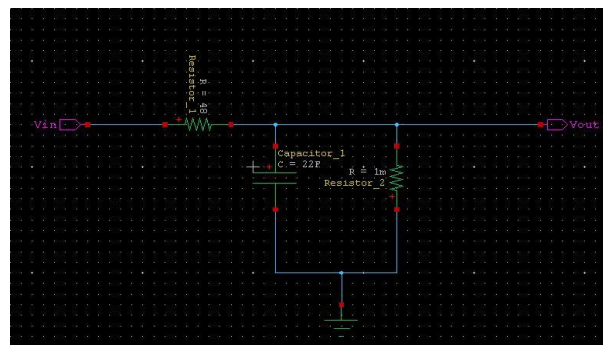 Resistor_1
R = 48
Vin
Vout
Capacitor_1
C = 22F
R = 1m
Resistor_2